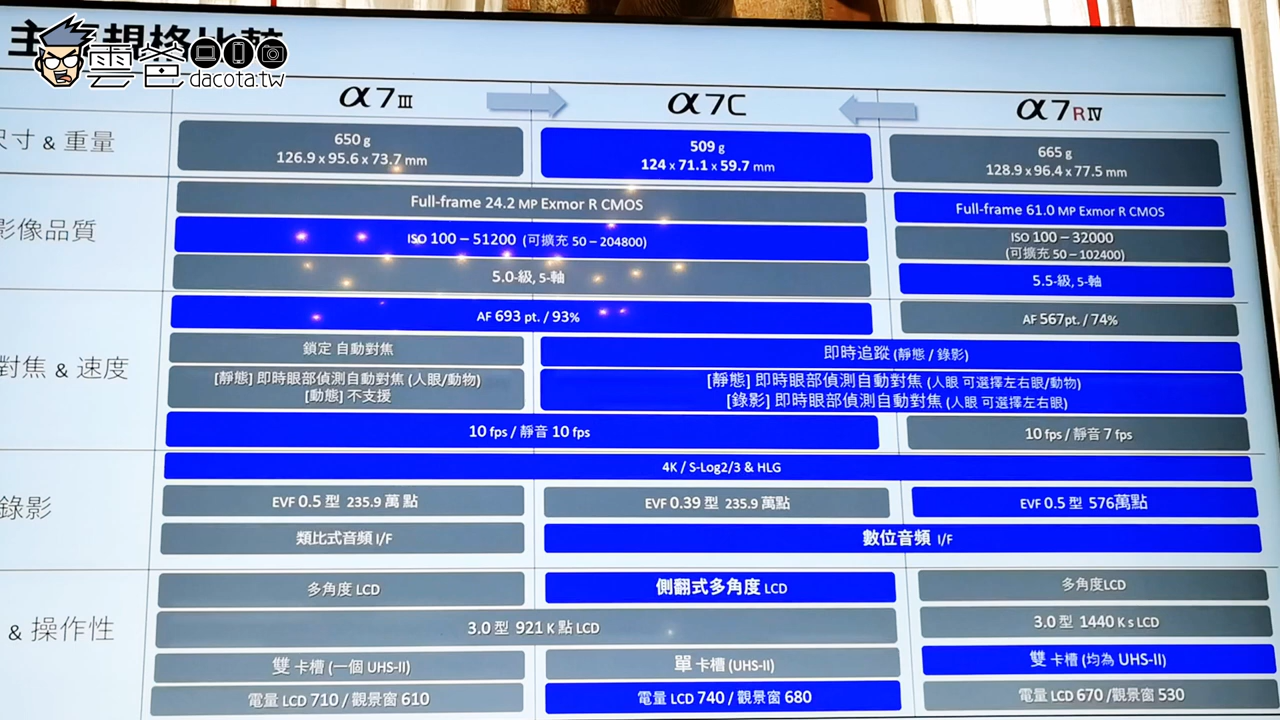 主要規格比較
雲爸
dacota.tw
α7III
α7C
α7RIV
尺寸 & 重量
650 g
126.9 x 95.6 x 73.7 mm
509 g
124 x 71.1 x 59.7 mm
665 g
128.9 x 96.4 x 77.5 mm
影像品質
Full-frame 24.2 MP Exmor R CMOS
Full-frame 61.0 MP Exmor R CMOS
ISO 100 – 51200 (可擴充 50 – 204800)
ISO 100 – 32000
(可擴充 50 – 102400)
5.0-級, 5-軸
5.5-級, 5-軸
對焦 & 速度
AF 693 pt. / 93%
AF 567pt. / 74%
鎖定 自動對焦
即時追蹤 (靜態 / 錄影)
[靜態] 即時眼部偵測自動對焦 (人眼/動物)
[動態] 不支援
[靜態] 即時眼部偵測自動對焦 (人眼 可選擇左右眼/動物)
[錄影] 即時眼部偵測自動對焦 (人眼 可選擇左右眼)
10 fps / 靜音 10 fps
10 fps / 靜音 7 fps
錄影
4K / S-Log2/3 & HLG
EVF 0.5 型 235.9 萬 點
EVF 0.39 型 235.9 萬點
EVF 0.5 型 576萬點
類比式音頻 I/F
數位音頻 I/F
& 操作性
多角度 LCD
側翻式多角度 LCD
多角度LCD
3.0 型 921 K 點 LCD
3.0 型 1440 K s LCD
雙 卡槽 (一個 UHS-II)
單 卡槽 (UHS-II)
雙 卡槽 (均為 UHS-II)
電量 LCD 710 / 觀景窗 610
電量 LCD 740 / 觀景窗 680
電量 LCD 670 /觀景窗 530